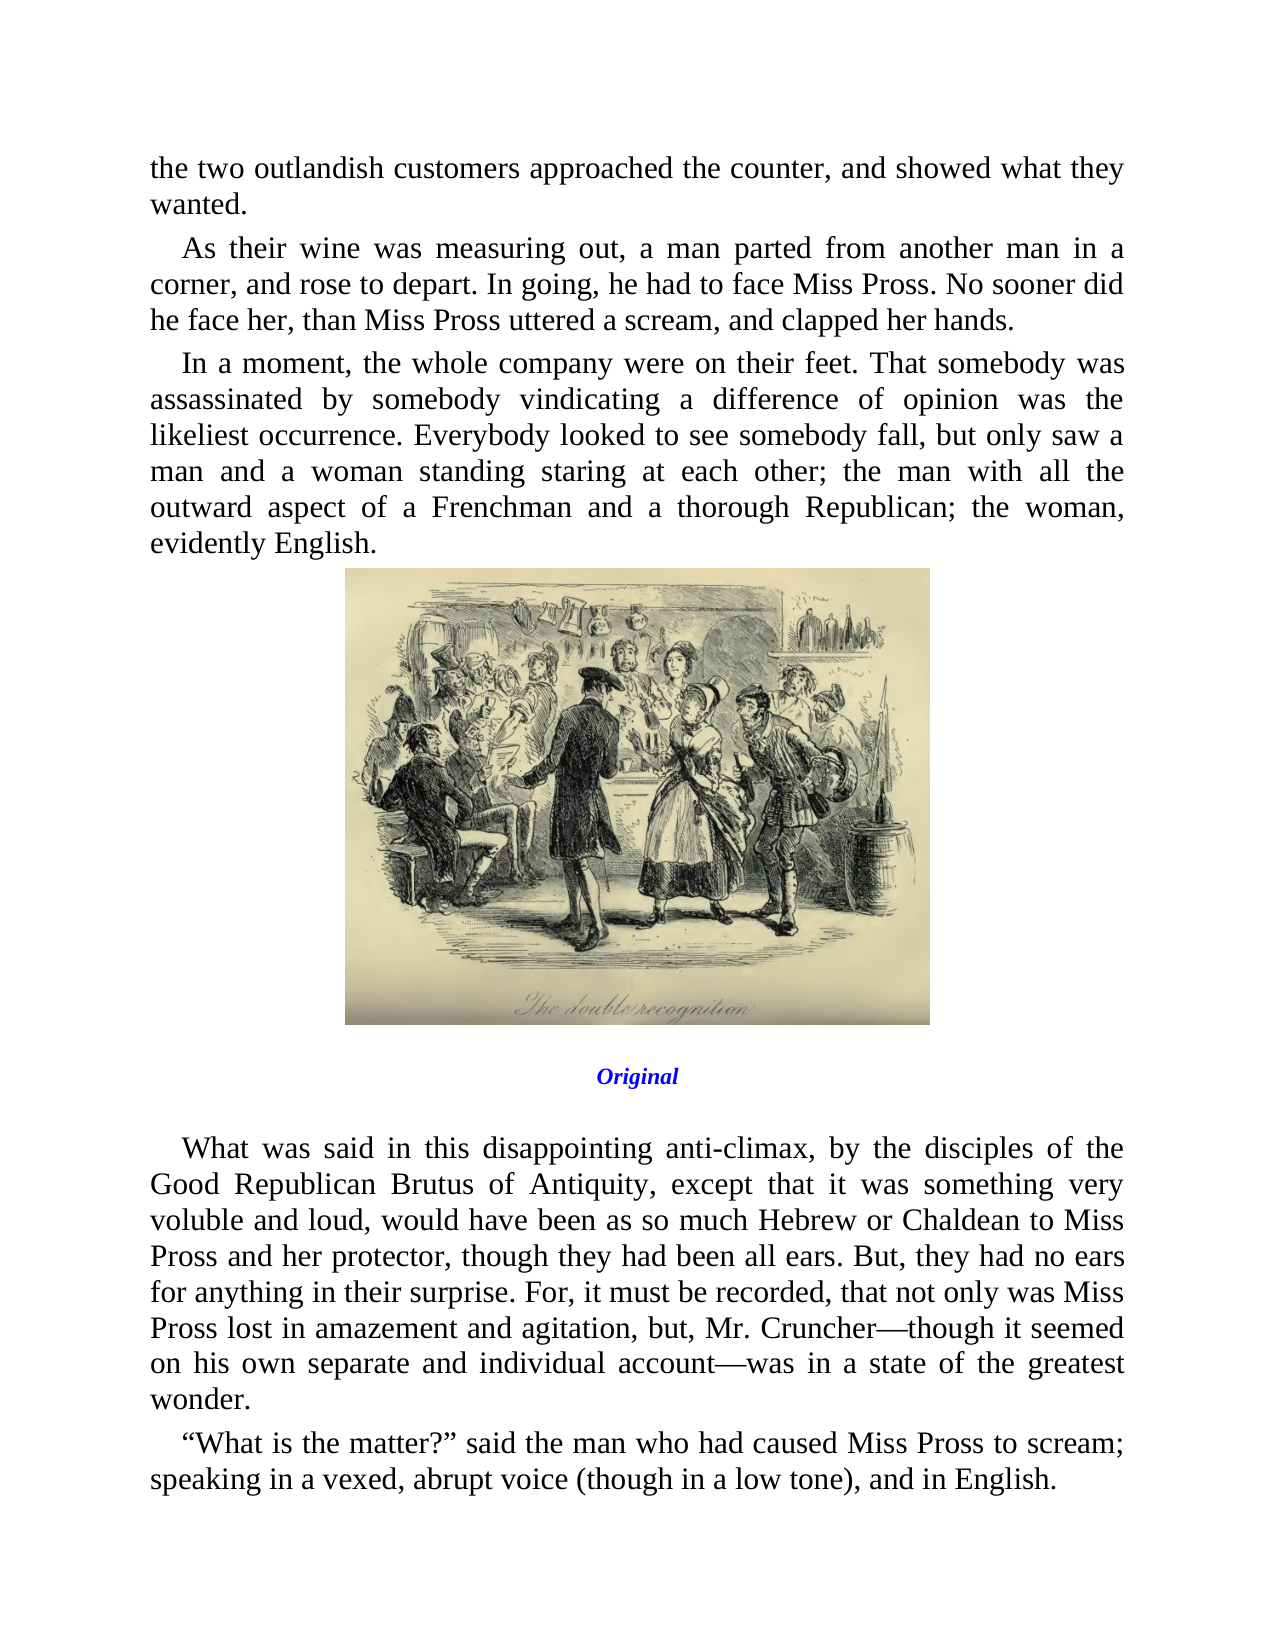 the two outlandish customers approached the counter, and showed what they
wanted.
As their wine was measuring out, a man parted from another man in a
corner, and rose to depart. In going, he had to face Miss Pross. No sooner did
he face her, than Miss Pross uttered a scream, and clapped her hands.
In a moment, the whole company were on their feet. That somebody was
assassinated by somebody vindicating a difference of opinion was the
likeliest occurrence. Everybody looked to see somebody fall, but only saw a
man and a woman standing staring at each other; the man with all the
outward aspect of a Frenchman and a thorough Republican; the woman,
evidently English.
The double recognition
Original
What was said in this disappointing anti-climax, by the disciples of the
Good Republican Brutus of Antiquity, except that it was something very
voluble and loud, would have been as so much Hebrew or Chaldean to Miss
Pross and her protector, though they had been all ears. But, they had no ears
for anything in their surprise. For, it must be recorded, that not only was Miss
Pross lost in amazement and agitation, but, Mr. Cruncher—though it seemed
on his own separate and individual account—was in a state of the greatest
wonder.
“What is the matter?” said the man who had caused Miss Pross to scream;
speaking in a vexed, abrupt voice (though in a low tone), and in English.